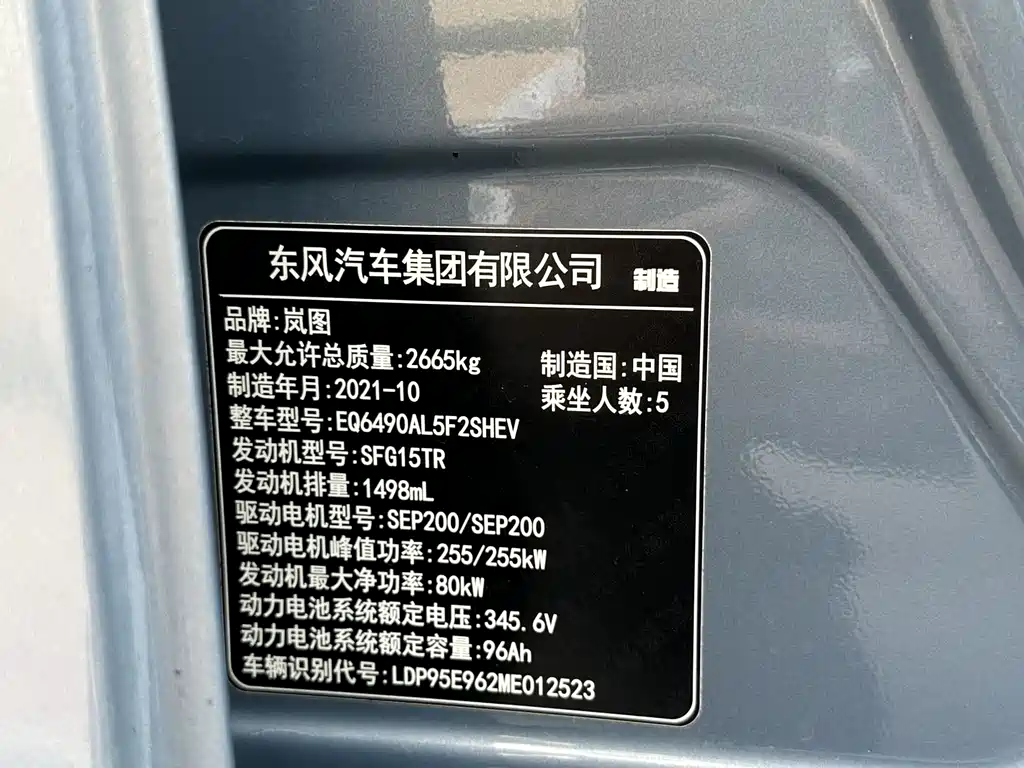 东风汽车集团有限公司 制造
品牌:岚图
最大允许总质量:2665kg 制造国:中国
制造年月:2021-10 乘坐人数:5
整车型号:EQ6490AL5F2SHEV
发动机型号:SFG15TR
发动机排量:1498mL
驱动电机型号:SEP200/SEP200
驱动电机峰值功率:255/255kW
发动机最大净功率:80kW
动力电池系统额定电压:345.6V
动力电池系统额定容量:96Ah
车辆识别代号:LDP95E962ME012523